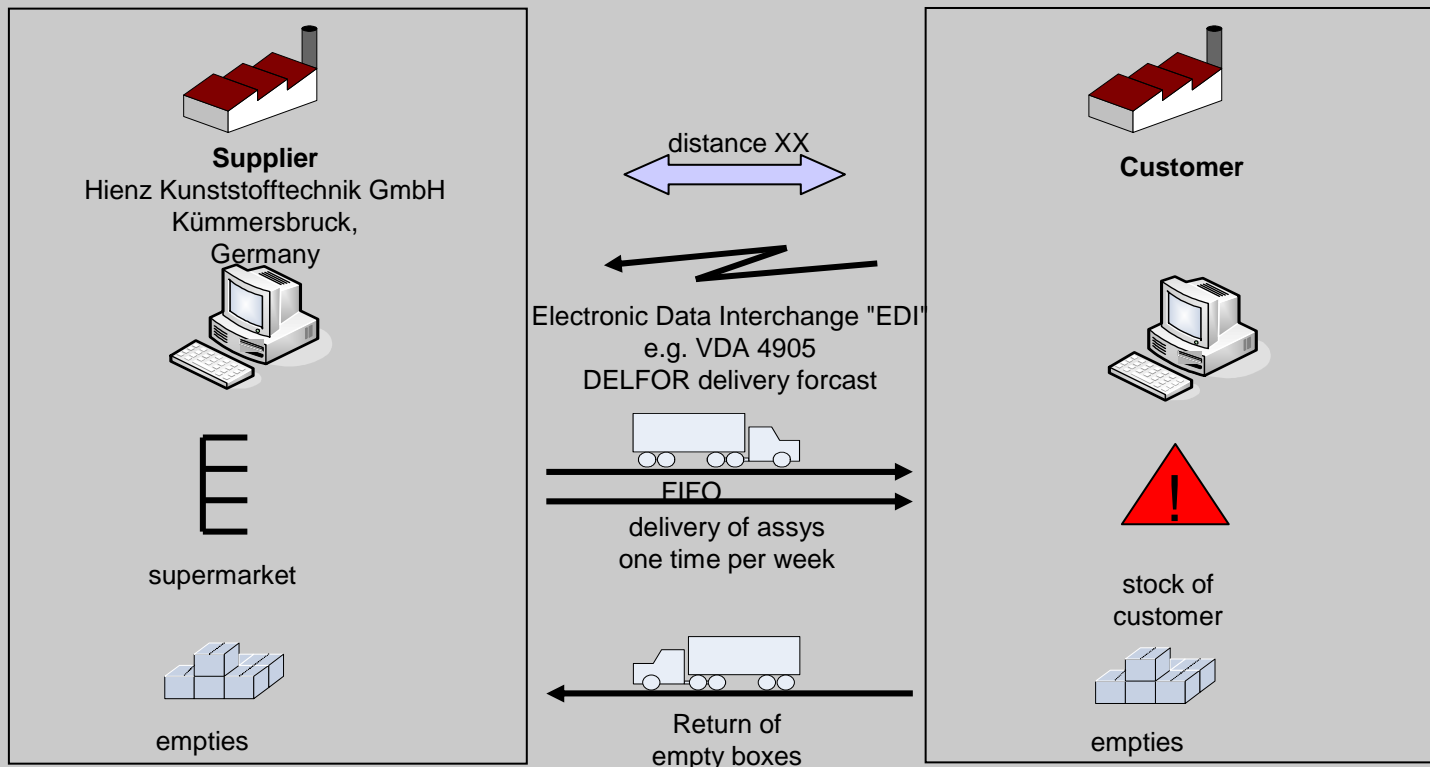 Supplier
Hienz Kunststofftechnik GmbH
Kümmersbruck,
Germany
supermarket
empties
distance XX
Electronic Data Interchange "EDI"
e.g. VDA 4905
DELFOR delivery forcast
FIFO
delivery of assys
one time per week
Return of
empty boxes
Customer
!
stock of
customer
empties